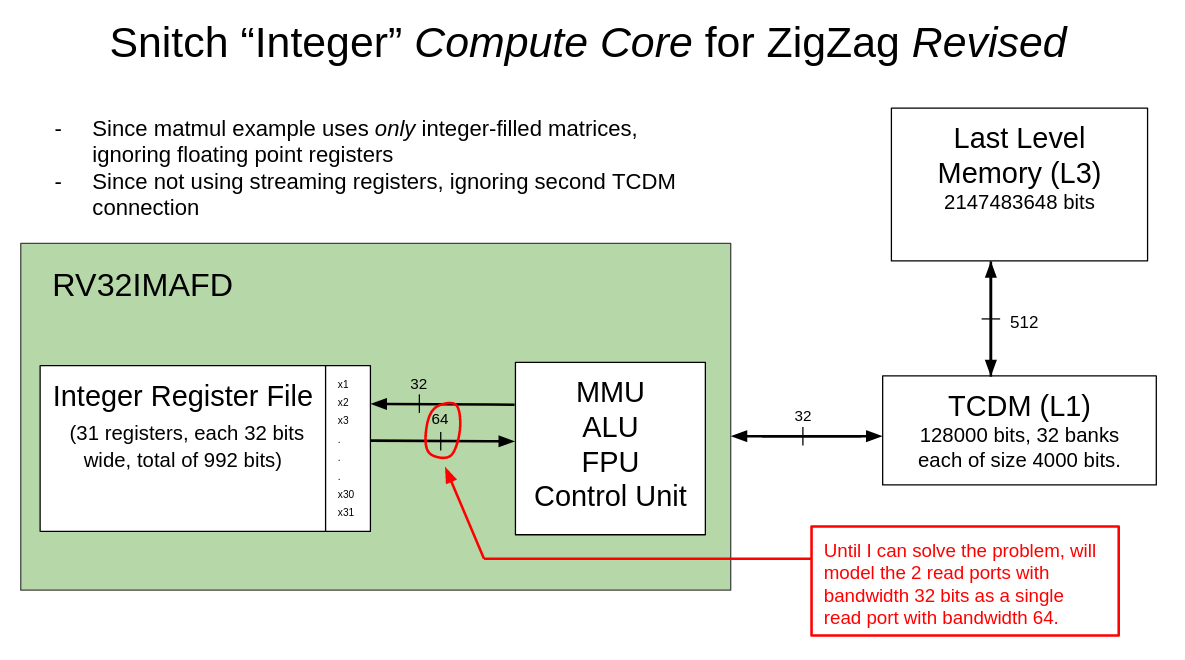 Snitch “Integer” Compute Core for ZigZag Revised
- Since matmul example uses only integer-filled matrices,
ignoring floating point registers
- Since not using streaming registers, ignoring second TCDM
connection
Last Level
Memory (L3)
2147483648 bits
512
RV32IMAFD
Integer Register File
(31 registers, each 32 bits
wide, total of 992 bits)
x1
x2
x3
.
.
.
x30
x31
32
64
MMU
ALU
FPU
Control Unit
32
TCDM (L1)
128000 bits, 32 banks
each of size 4000 bits.
Until I can solve the problem, will
model the 2 read ports with
bandwidth 32 bits as a single
read port with bandwidth 64.